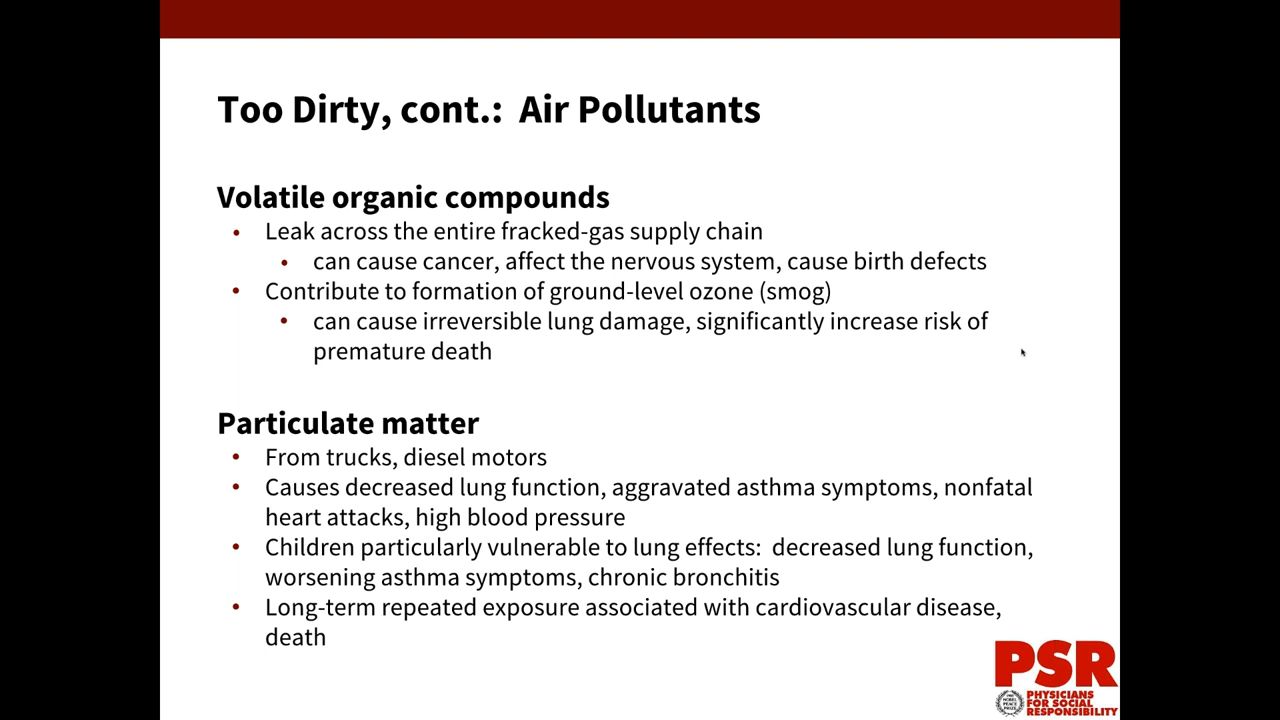 Too Dirty, cont.:  Air Pollutants
Volatile organic compounds
• Leak across the entire fracked-gas supply chain
• can cause cancer, affect the nervous system, cause birth defects
• Contribute to formation of ground-level ozone (smog)
• can cause irreversible lung damage, significantly increase risk of
premature death
Particulate matter
• From trucks, diesel motors
• Causes decreased lung function, aggravated asthma symptoms, nonfatal
heart attacks, high blood pressure
• Children particularly vulnerable to lung effects:  decreased lung function,
worsening asthma symptoms, chronic bronchitis
• Long-term repeated exposure associated with cardiovascular disease,
death
PSR
PHYSICIANS
FOR SOCIAL
RESPONSIBILITY